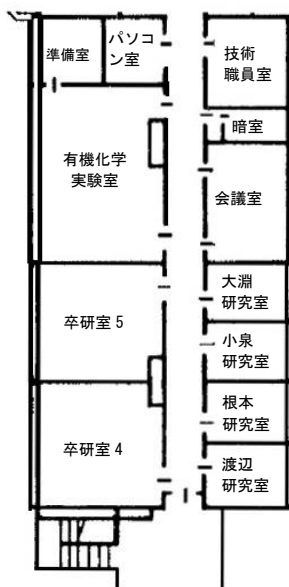 準備室
パソコ
ン室
技術
職員室
暗室
有機化学
実験室
会議室
大淵
研究室
卒研室 5
小泉
研究室
根本
研究室
卒研室 4
渡辺
研究室